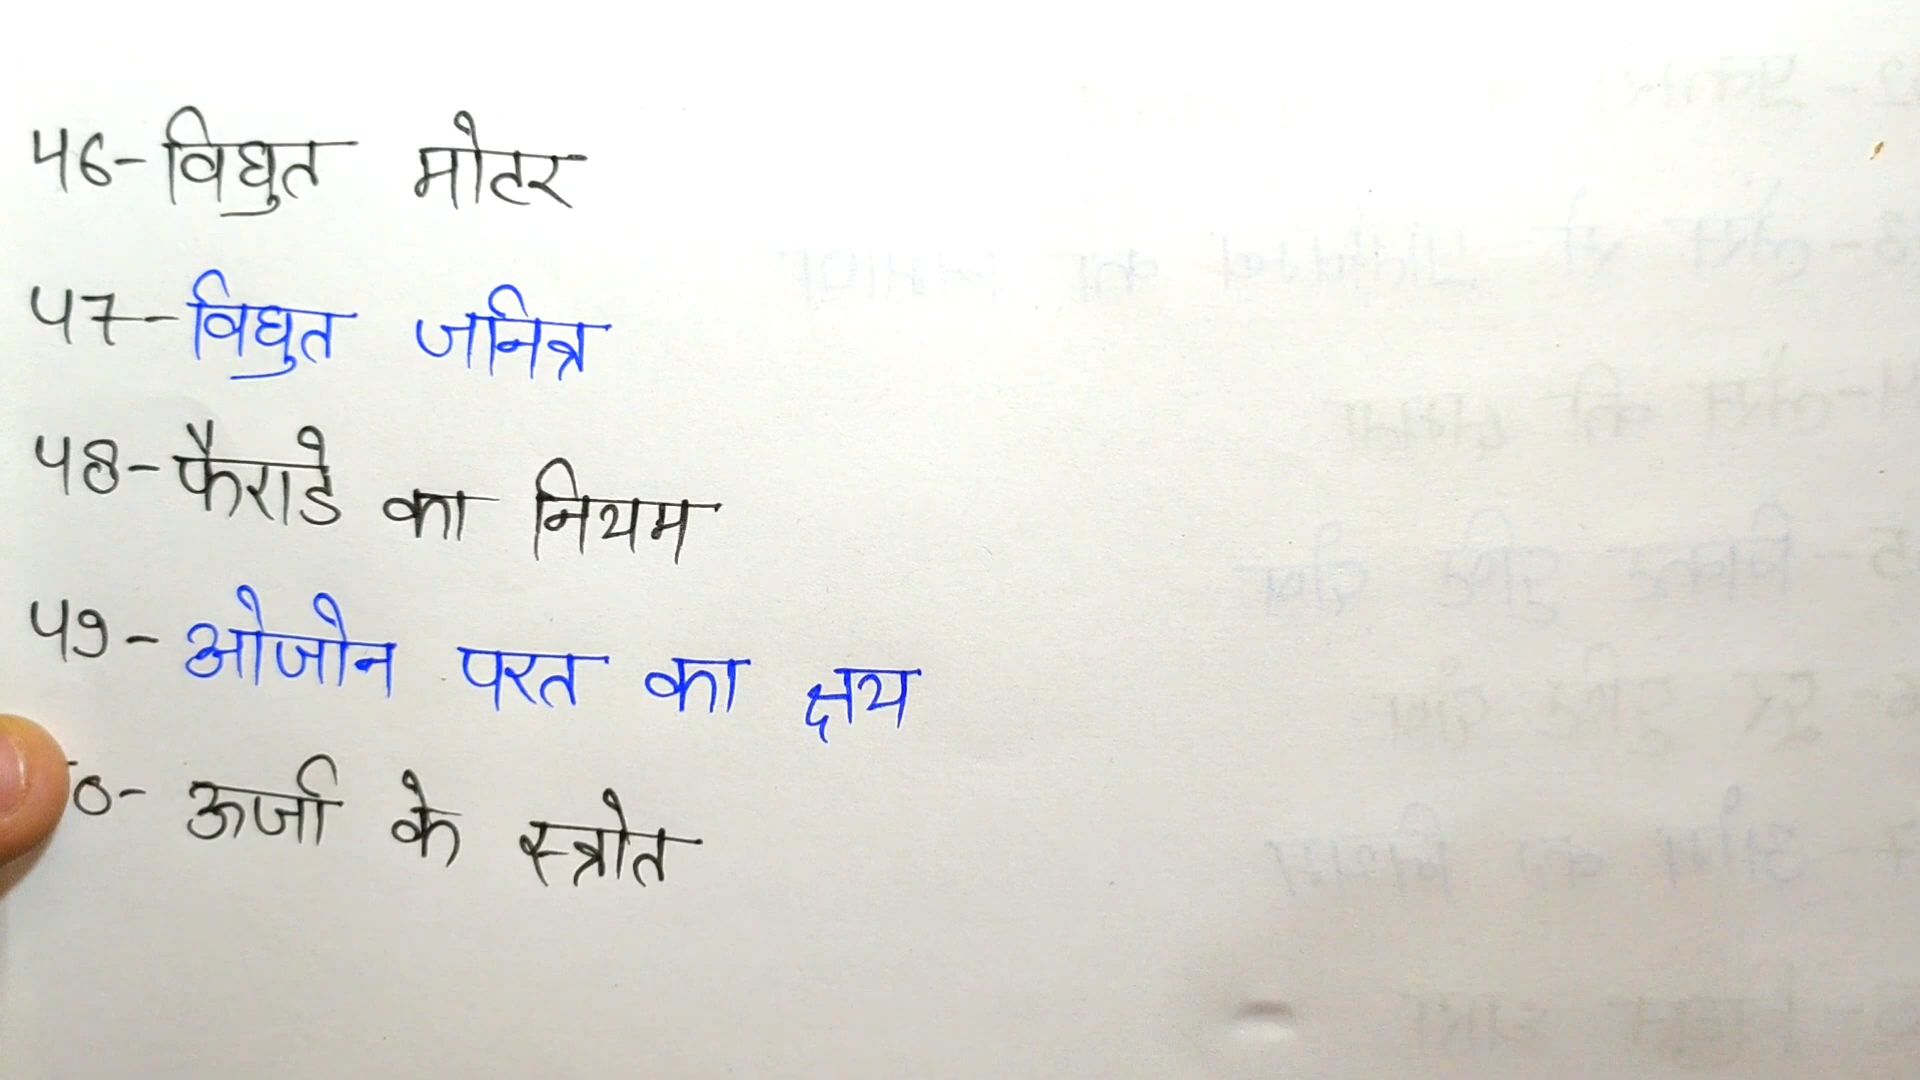 46- विद्युत मोटर
47- विद्युत जनित्र
48- फैराडे का नियम
49- ओजोन परत का क्षय
0- ऊर्जा के स्त्रोत